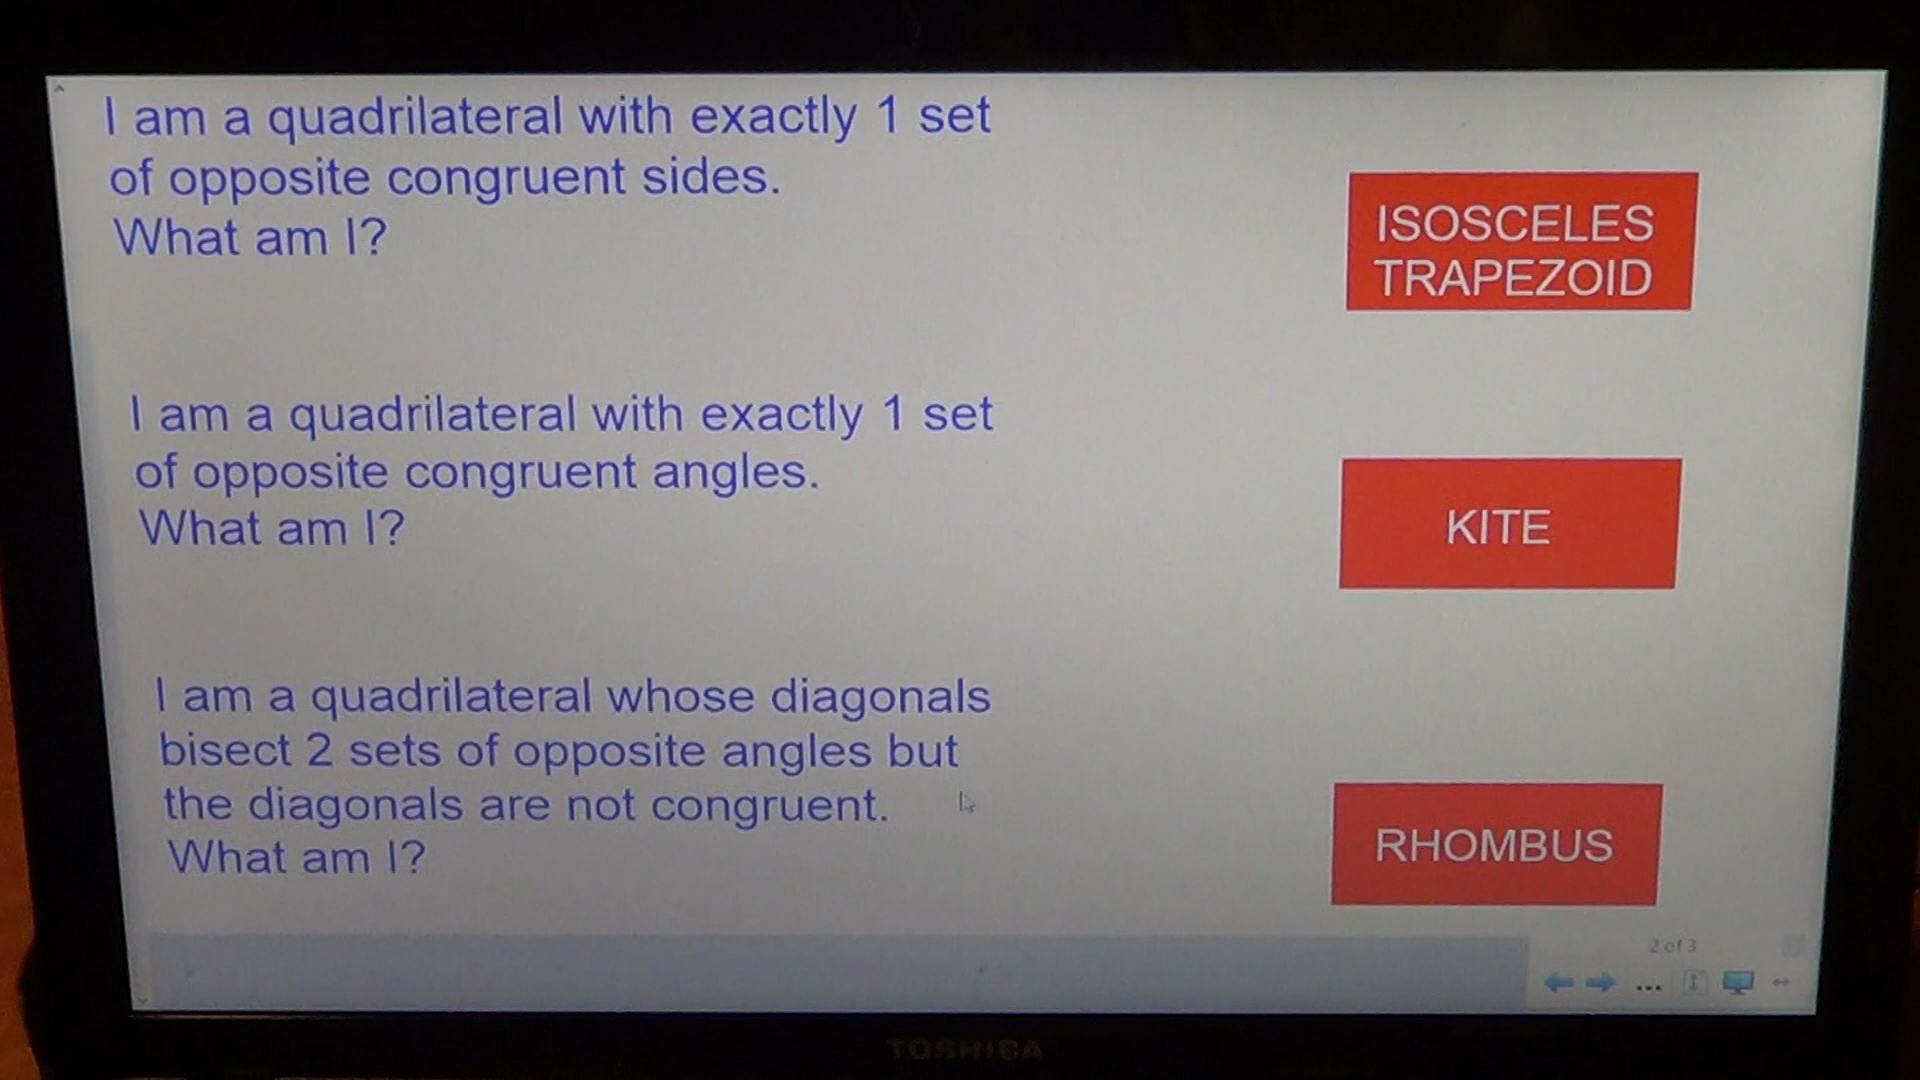 I am a quadrilateral with exactly 1 set
of opposite congruent sides.
What am I?
ISOSCELES
TRAPEZOID
I am a quadrilateral with exactly 1 set
of opposite congruent angles.
What am I?
KITE
I am a quadrilateral whose diagonals
bisect 2 sets of opposite angles but
the diagonals are not congruent.
What am I?
RHOMBUS
2 of 3
TOSHIBA